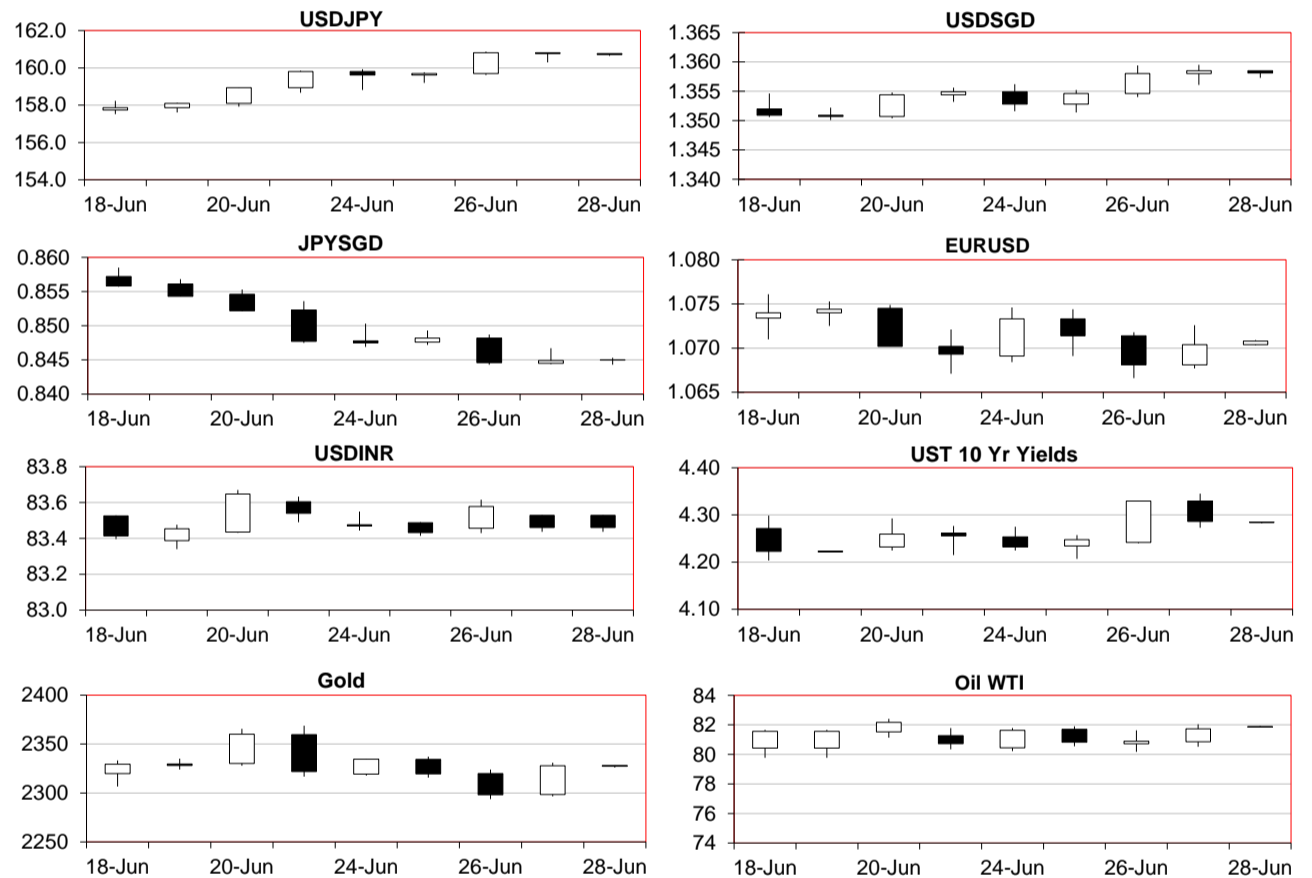 USDJPY
162.0
160.0
158.0
156.0
154.0
18-Jun 20-Jun 24-Jun 26-Jun 28-Jun
USDSGD
1.365
1.360
1.355
1.350
1.345
1.340
18-Jun 20-Jun 24-Jun 26-Jun 28-Jun
JPYSGD
0.860
0.855
0.850
0.845
0.840
18-Jun 20-Jun 24-Jun 26-Jun 28-Jun
EURUSD
1.080
1.075
1.070
1.065
18-Jun 20-Jun 24-Jun 26-Jun 28-Jun
USDINR
83.8
83.6
83.4
83.2
83.0
18-Jun 20-Jun 24-Jun 26-Jun 28-Jun
UST 10 Yr Yields
4.40
4.30
4.20
4.10
18-Jun 20-Jun 24-Jun 26-Jun 28-Jun
Gold
2400
2350
2300
2250
18-Jun 20-Jun 24-Jun 26-Jun 28-Jun
Oil WTI
84
82
80
78
76
74
18-Jun 20-Jun 24-Jun 26-Jun 28-Jun